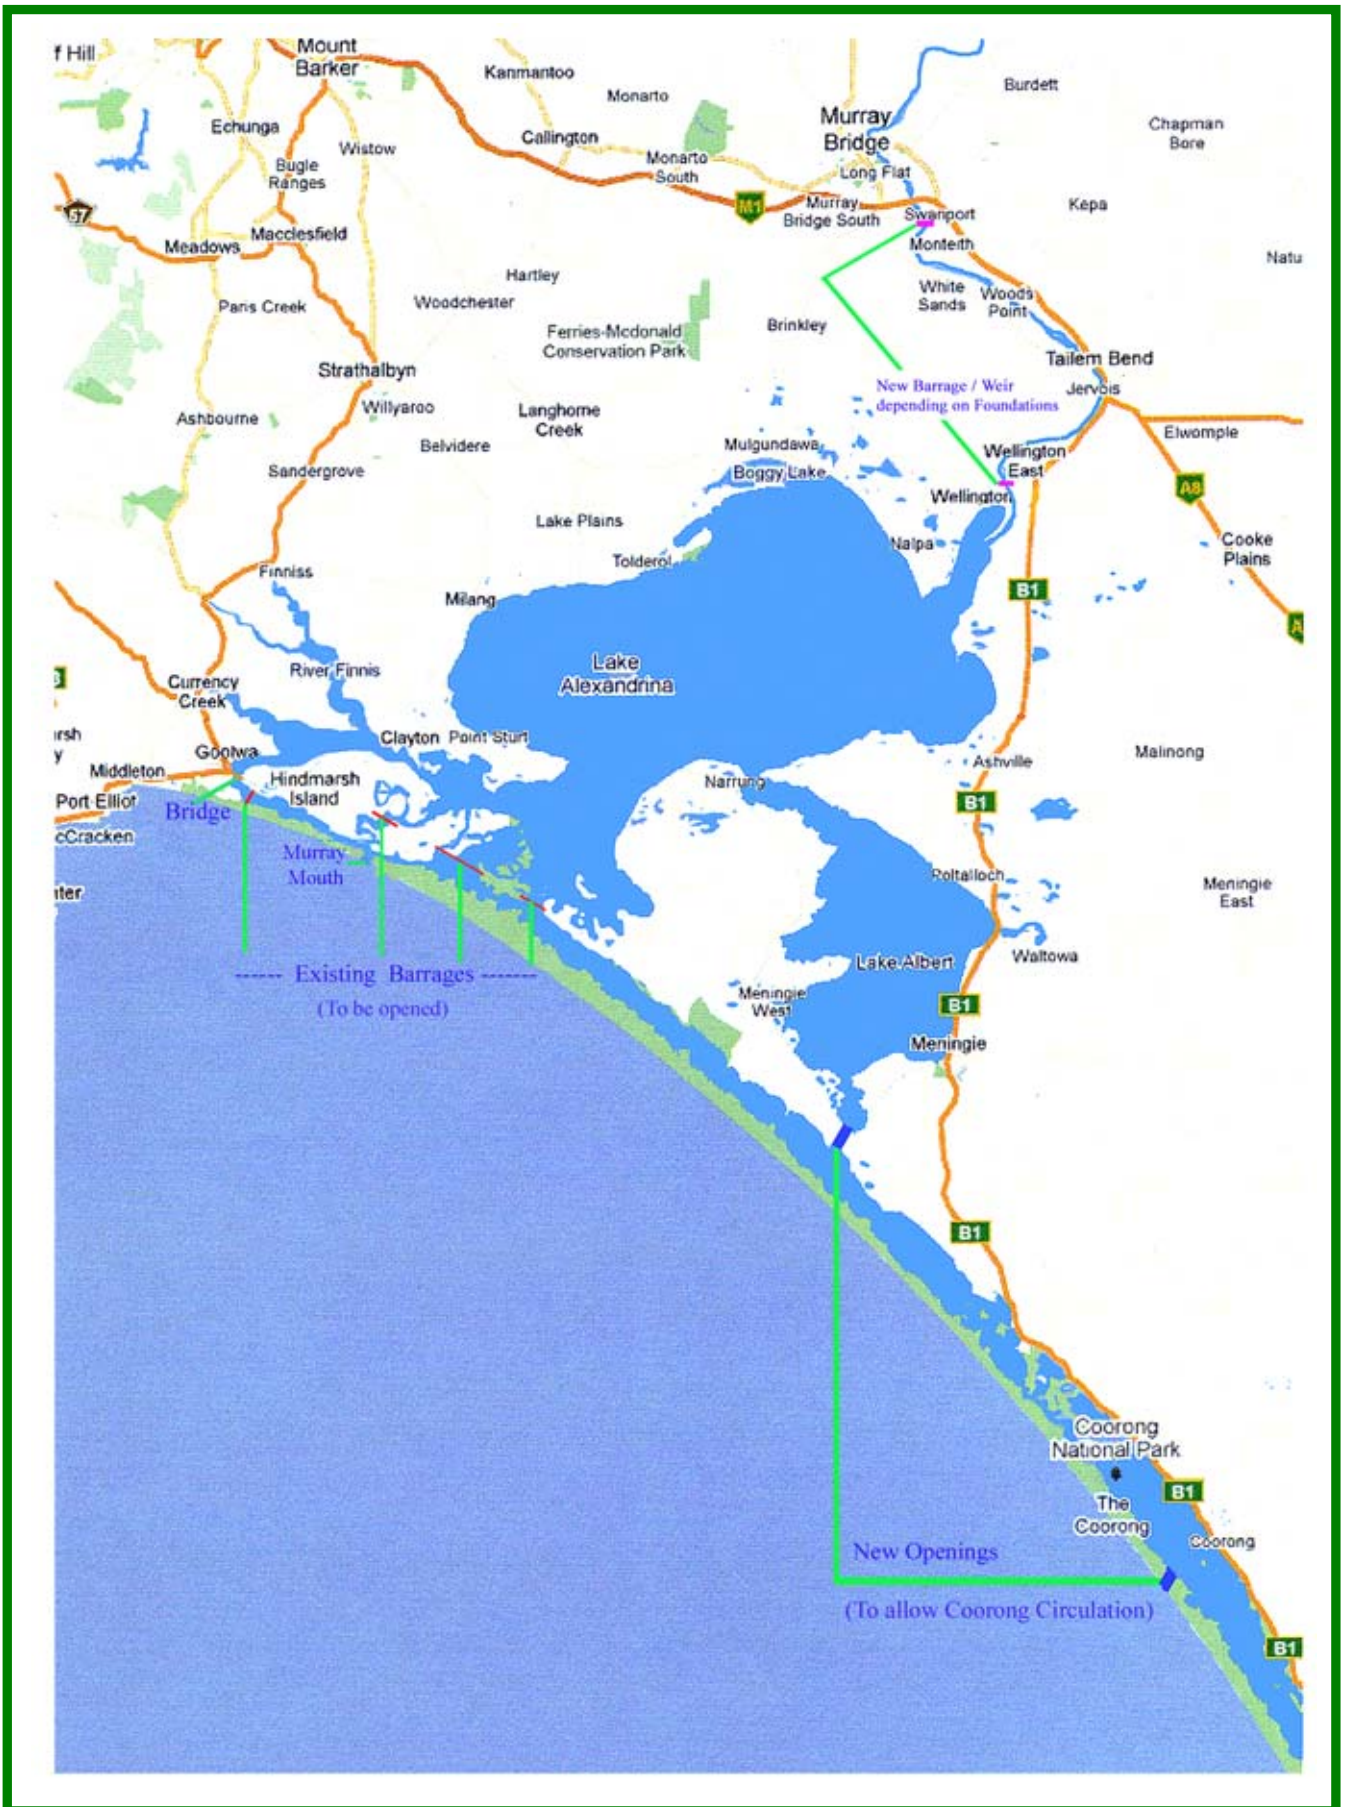 f Hill
Mount
Barker
Kanmantoo
Monarto
Burdett
Murray
Bridge
Chapman
Bore
Echunga
Wistow
Callington
Bugle
Ranges
Monarto
South
Long Flat
57
M1
Murray
Bridge South
Swanport
Kepa
Meadows
Macclesfield
Monteith
Natu
Hartley
Paris Creek
Woodchester
White
Sands
Woods
Point
Ferries-Mcdonald
Conservation Park
Brinkley
Tailem Bend
Strathalbyn
Jervois
New Barrage / Weir
depending on Foundations
Willyaroo
Langhorne
Creek
Ashbourne
Belvidere
Mulgundawa
Elwomple
Wellington
East
Sandergrove
Boggy Lake
A8
Wellington
Lake Plains
Nalpa
Cooke
Plains
Tolderol
Finniss
B1
Milang
A
River Finnis
Lake
Alexandrina
Currency
Creek
Clayton
Point Sturt
Goolwa
Malinong
Middleton
Hindmarsh
Island
Narrung
Ashville
Port Elliot
Bridge
B1
cCracken
Murray
Mouth
Poltalloch
Meningie
East
Lake Albert
Waltowa
------ Existing Barrages -------
(To be opened)
Meningie
West
B1
Meningie
B1
Coorong
National Park
B1
The
Coorong
Coorong
New Openings
(To allow Coorong Circulation)
B1